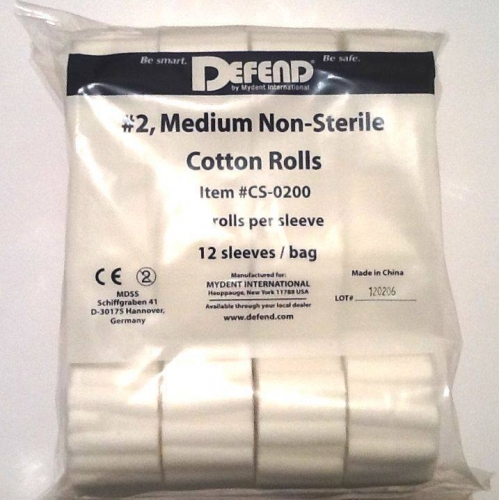 Be smart.
DEFEND®
Be safe.
by Mydent International
#2, Medium Non-Sterile
Cotton Rolls
Item #CS-0200
rolls per sleeve
12 sleeves / bag
CE 2
MDSS
Schiffgraben 41
D-30175 Hannover,
Germany
Manufactured for:
MYDENT INTERNATIONAL
Hauppauge, New York 11788 USA
Available through your local dealer
www.defend.com
Made in China
LOT# 120206